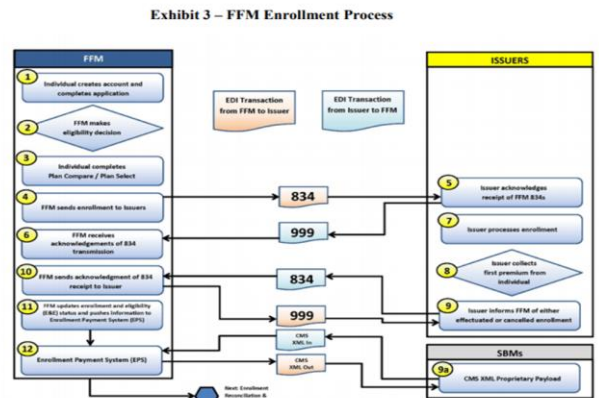 Exhibit 3 – FFM Enrollment Process
FFM
1
Individual creates account and
completes application
2
FFM makes
eligibility decision
3
Individual completes
Plan Compare / Plan Select
4
FFM sends enrollment to Issuers
6
FFM receives
acknowledgements of 834
transmission
10
FFM sends acknowledgment of 834
receipt to Issuer
11
FFM updates enrollment and eligibility
(E&E) status and pushes information to
Enrollment Payment System (EPS)
12
Enrollment Payment System (EPS)
EDI Transaction
from FFM to Issuer
EDI Transaction
from Issuer to FFM
834
999
834
999
CMS
XML In
CMS
XML Out
Next: Enrollment
Reconciliation &
ISSUERS
5
Issuer acknowledges
receipt of FFM 834s
7
Issuer processes enrollment
8
Issuer collects
first premium from
individual
9
Issuer informs FFM of either
effectuated or cancelled enrollment
SBMs
9a
CMS XML Proprietary Payload